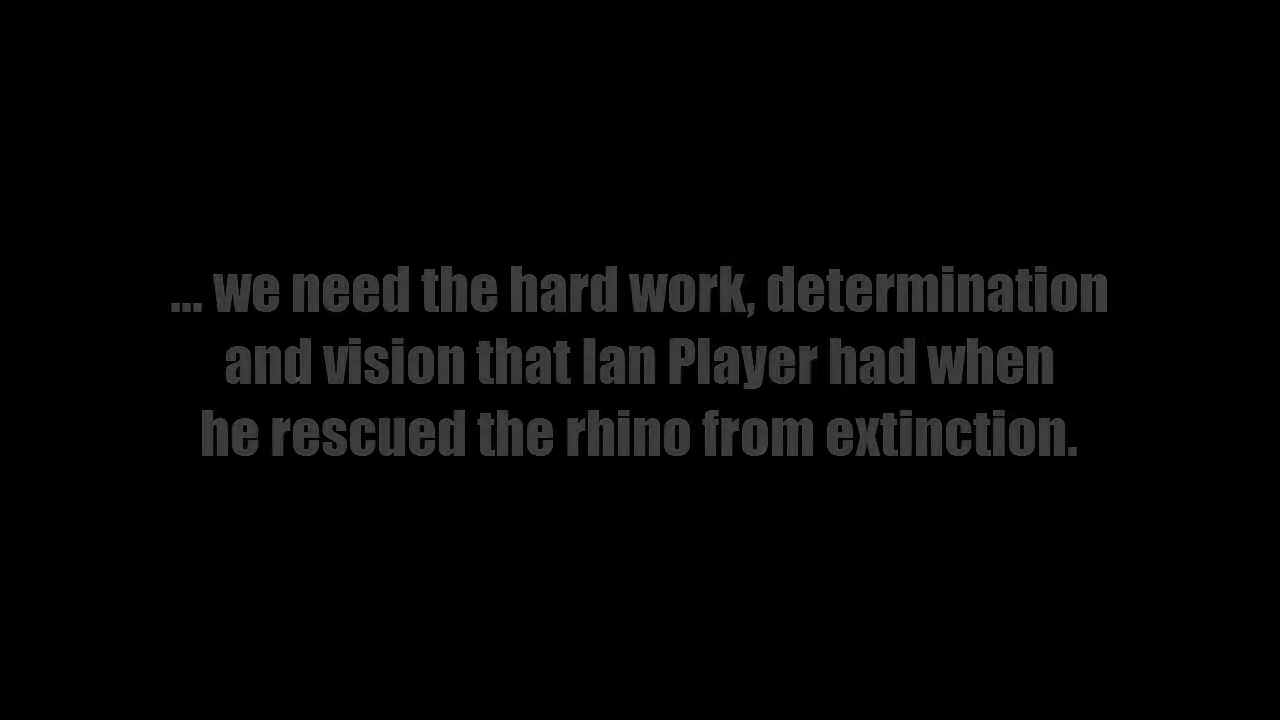 ... we need the hard work, determination
and vision that Ian Player had when
he rescued the rhino from extinction.